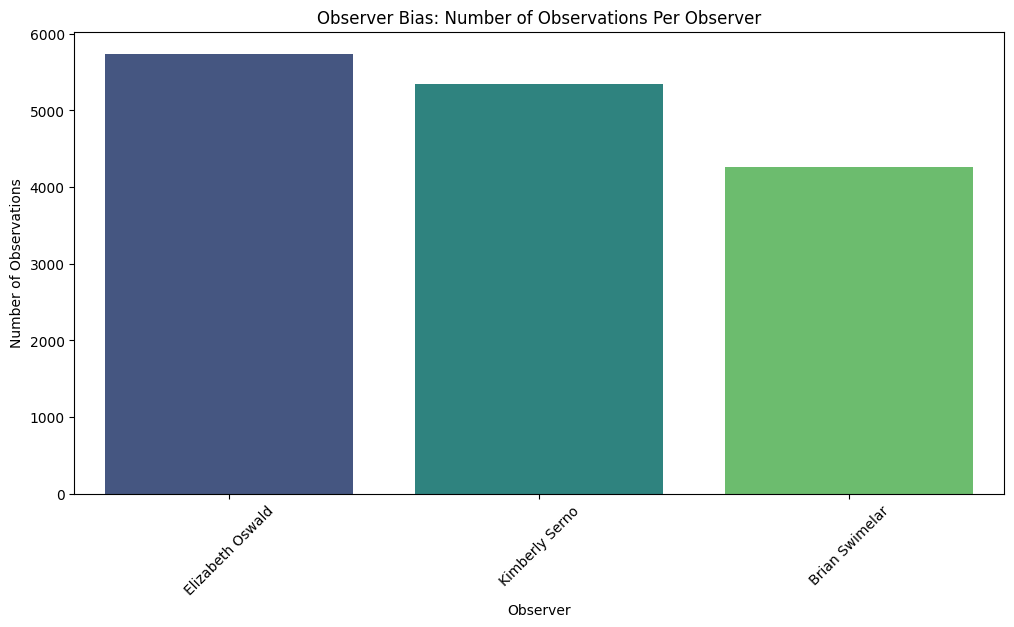 Observer Bias: Number of Observations Per Observer
Number of Observations
6000
5000
4000
3000
2000
1000
0
Elizabeth Oswald
Kimberly Serno
Brian Swimelar
Observer